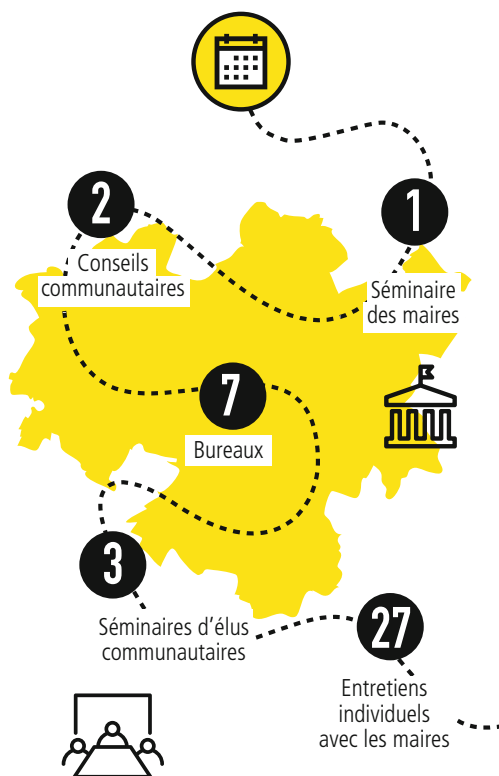 1
Séminaire
des maires
2
Conseils
communautaires
7
Bureaux
3
Séminaires d'élus
communautaires
27
Entretiens
individuels
avec les maires